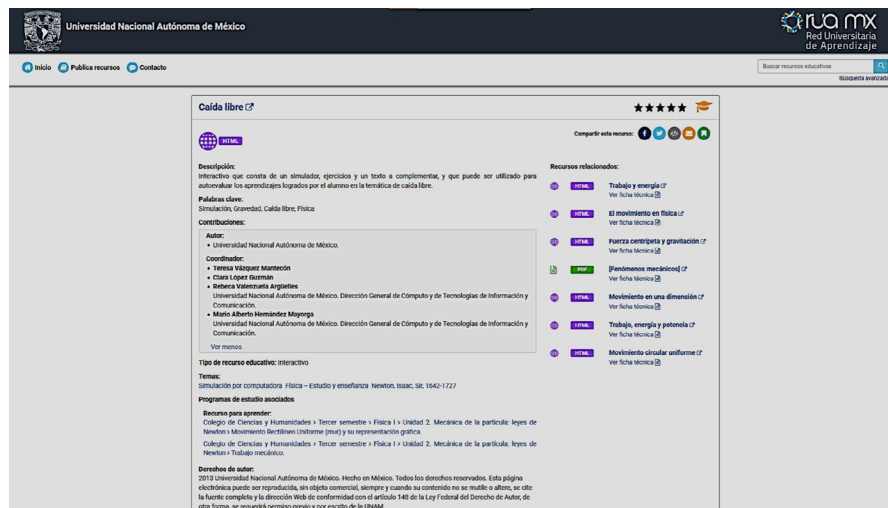 Universidad Nacional Autónoma de México
rua mx
Red Universitaria
de Aprendizaje
Inicio
Publica recursos
Contacto
Buscar recursos educativos
Búsqueda avanzada
Caída libre
Compartir este recurso:
HTML
Descripción:
Interactivo que consta de un simulador, ejercicios y un texto a complementar, y que puede ser utilizado para
autoevaluar los aprendizajes logrados por el alumno en la temática de caída libre.
Palabras clave:
Simulación, Gravedad, Caída libre, Física
Contribuciones:
Autor:
• Universidad Nacional Autónoma de México.
Coordinador:
• Teresa Vázquez Mantecón
• Clara López Guzmán
• Rebeca Valenzuela Argüelles
Universidad Nacional Autónoma de México. Dirección General de Cómputo y de Tecnologías de Información y
Comunicación.
• Mario Alberto Hernández Mayorga
Universidad Nacional Autónoma de México. Dirección General de Cómputo y de Tecnologías de Información y
Comunicación.
Ver menos
Tipo de recurso educativo: Interactivo
Temas:
Simulación por computadora Física – Estudio y enseñanza Newton, Isaac, Sir, 1642-1727
Programas de estudio asociados
Recurso para aprender:
Colegio de Ciencias y Humanidades > Tercer semestre > Física I > Unidad 2. Mecánica de la partícula: leyes de
Newton > Movimiento Rectilíneo Uniforme (mur) y su representación gráfica.
Colegio de Ciencias y Humanidades > Tercer semestre > Física I > Unidad 2. Mecánica de la partícula: leyes de
Newton > Trabajo mecánico.
Derechos de autor:
2013 Universidad Nacional Autónoma de México. Hecho en México. Todos los derechos reservados. Esta página
electrónica puede ser reproducida, sin objeto comercial, siempre y cuando su contenido no se mutile o altere, se cite
la fuente completa y la dirección Web de conformidad con el artículo 148 de la Ley Federal del Derecho de Autor, de
otra forma, se requerirá permiso previo y por escrito de la UNAM.
Recursos relacionados:
HTML Trabajo y energía
Ver ficha técnica
HTML El movimiento en física
Ver ficha técnica
HTML Fuerza centrípeta y gravitación
Ver ficha técnica
PDF [Fenómenos mecánicos]
Ver ficha técnica
HTML Movimiento en una dimensión
Ver ficha técnica
HTML Trabajo, energía y potencia
Ver ficha técnica
HTML Movimiento circular uniforme
Ver ficha técnica